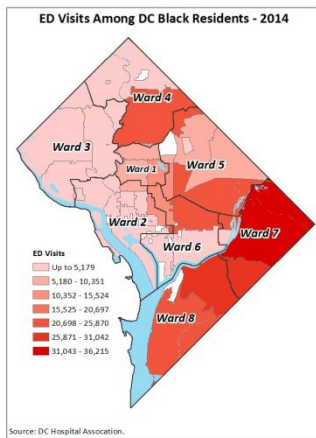 ED Visits Among DC Black Residents - 2014
Ward 4
Ward 3
Ward 1
Ward 5
Ward 2
Ward 7
Ward 6
Ward 8
ED Visits
Up to 5,179
5,180 - 10,351
10,352 - 15,524
15,525 - 20,697
20,698 - 25,870
25,871 - 31,042
31,043 - 36,215
Source: DC Hospital Assocation.